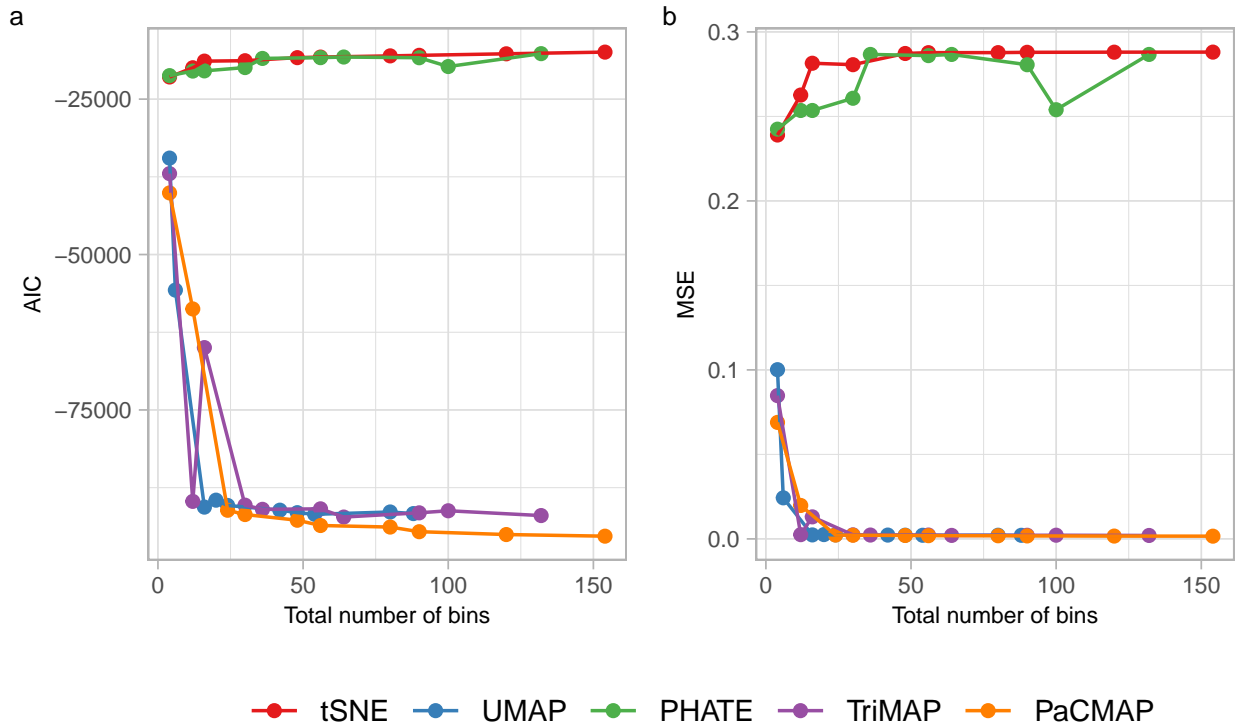 a
−25000
−50000
−75000
AIC
0
50
100
150
Total number of bins
b
0.3
0.2
0.1
0.0
MSE
0
50
100
150
Total number of bins
tSNE
UMAP
PHATE
TriMAP
PaCMAP